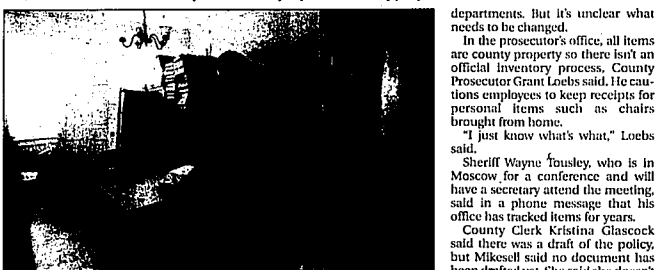 departments. But it's unclear what
needs to be changed.
In the prosecutor's office, all items
are county property so there isn't an
official inventory process, County
Prosecutor Grant Loebs said. He cau-
tions employees to keep receipts for
personal items such as chairs
brought from home.
"I just know what's what," Loebs
said.
Sheriff Wayne Tousley, who is in
Moscow for a conference and will
have a secretary attend the meeting,
said in a phone message that his
office has tracked items for years.
County Clerk Kristina Glascock
said there was a draft of the policy,
but Mikesell said no document has